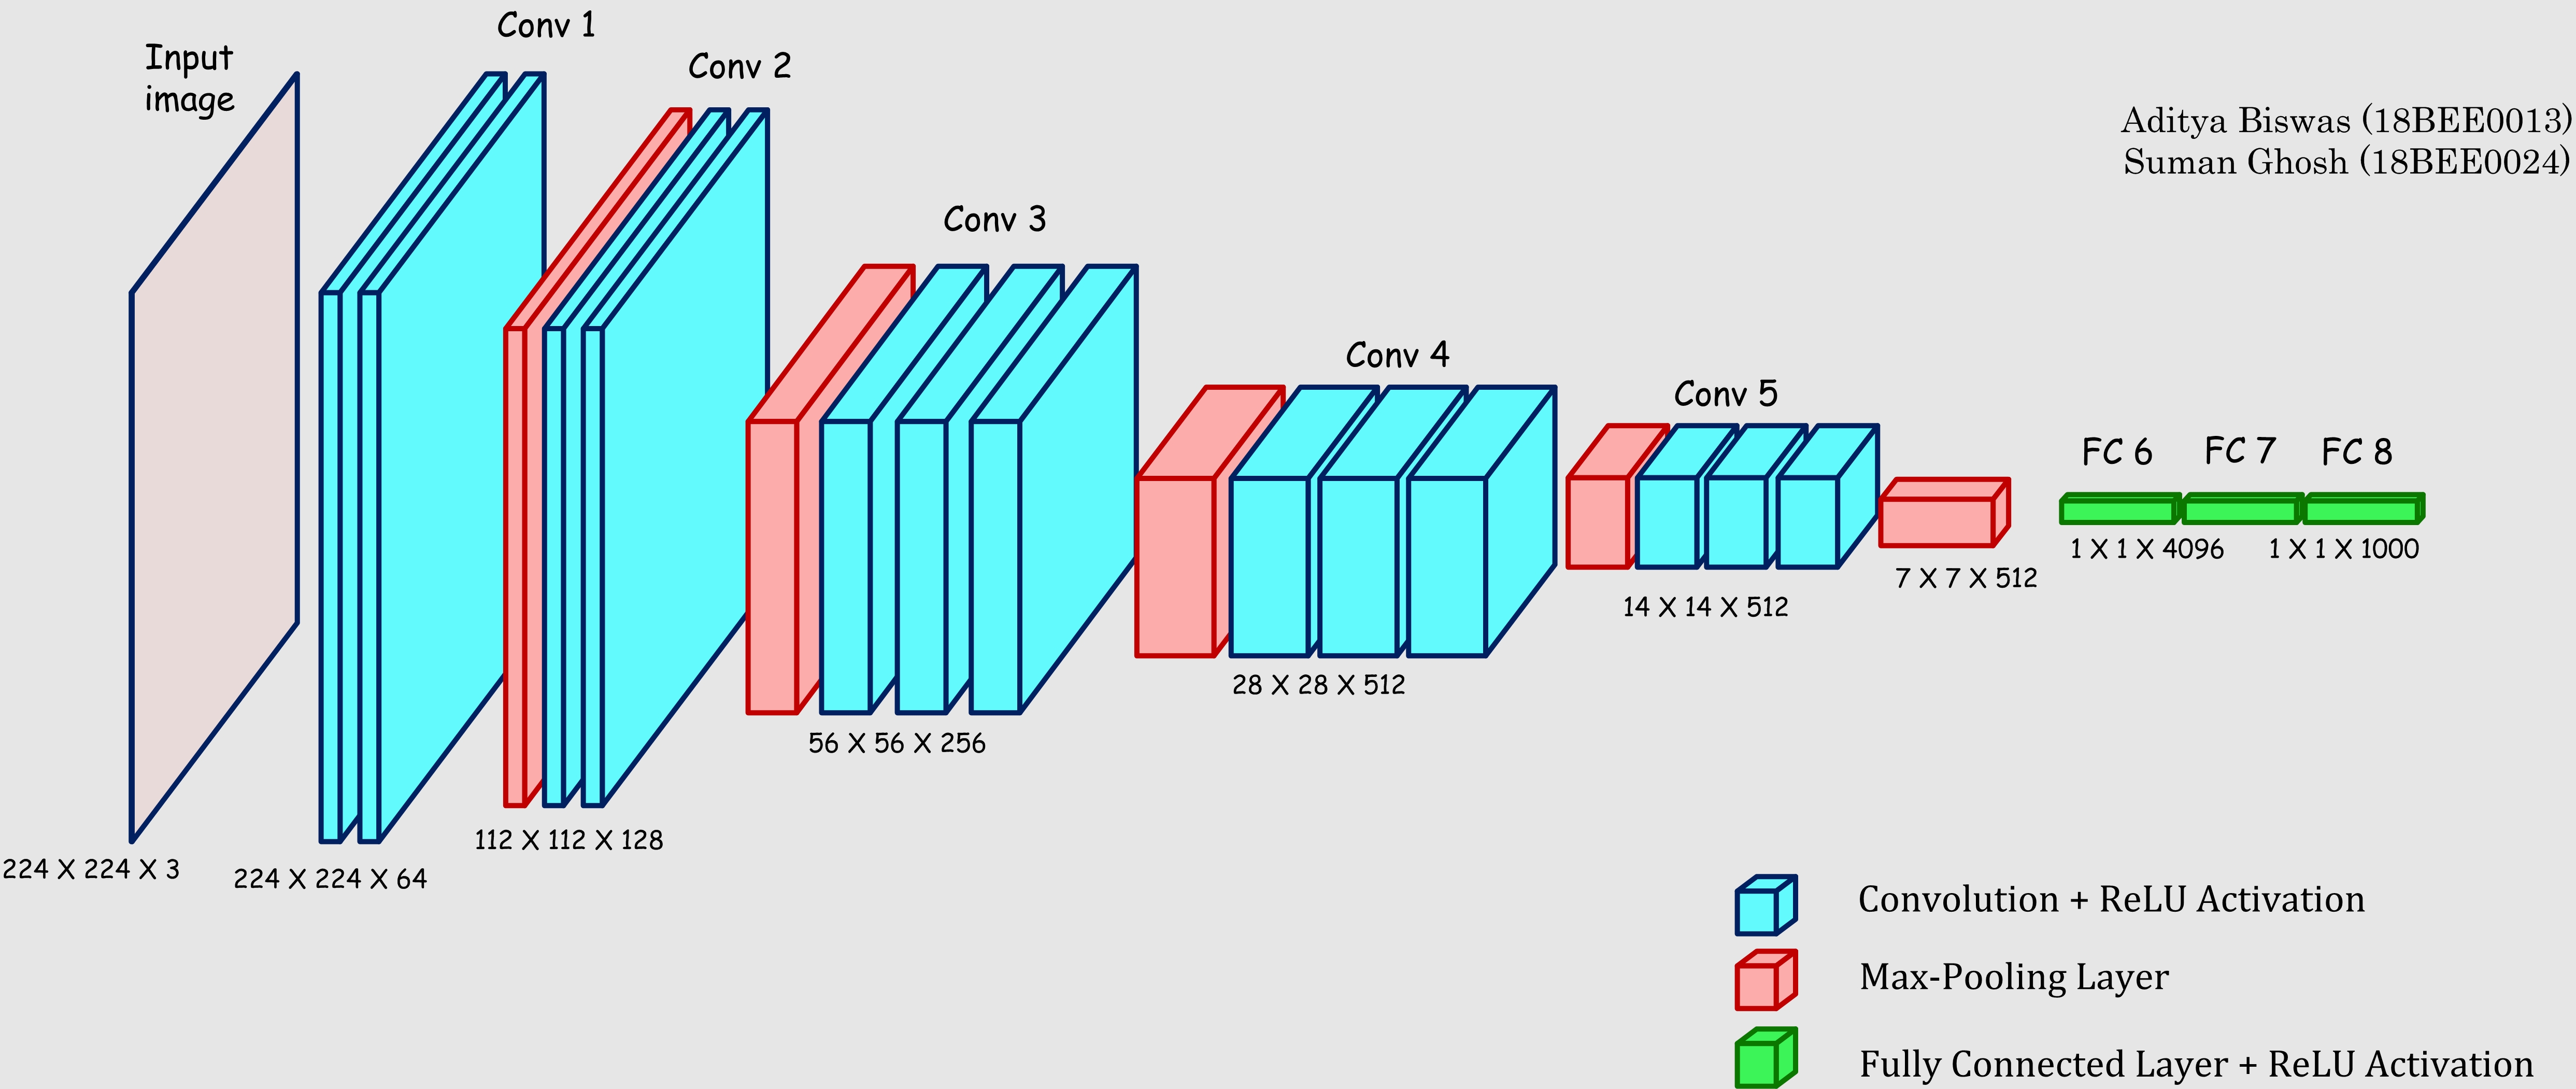 Input
image
Conv 1
Conv 2
Conv 3
Conv 4
Conv 5
FC 6
FC 7
FC 8
Aditya Biswas (18BEE0013)
Suman Ghosh (18BEE0024)
224 X 224 X 3
224 X 224 X 64
112 X 112 X 128
56 X 56 X 256
28 X 28 X 512
14 X 14 X 512
7 X 7 X 512
1 X 1 X 4096
1 X 1 X 1000
Convolution + ReLU Activation
Max-Pooling Layer
Fully Connected Layer + ReLU Activation